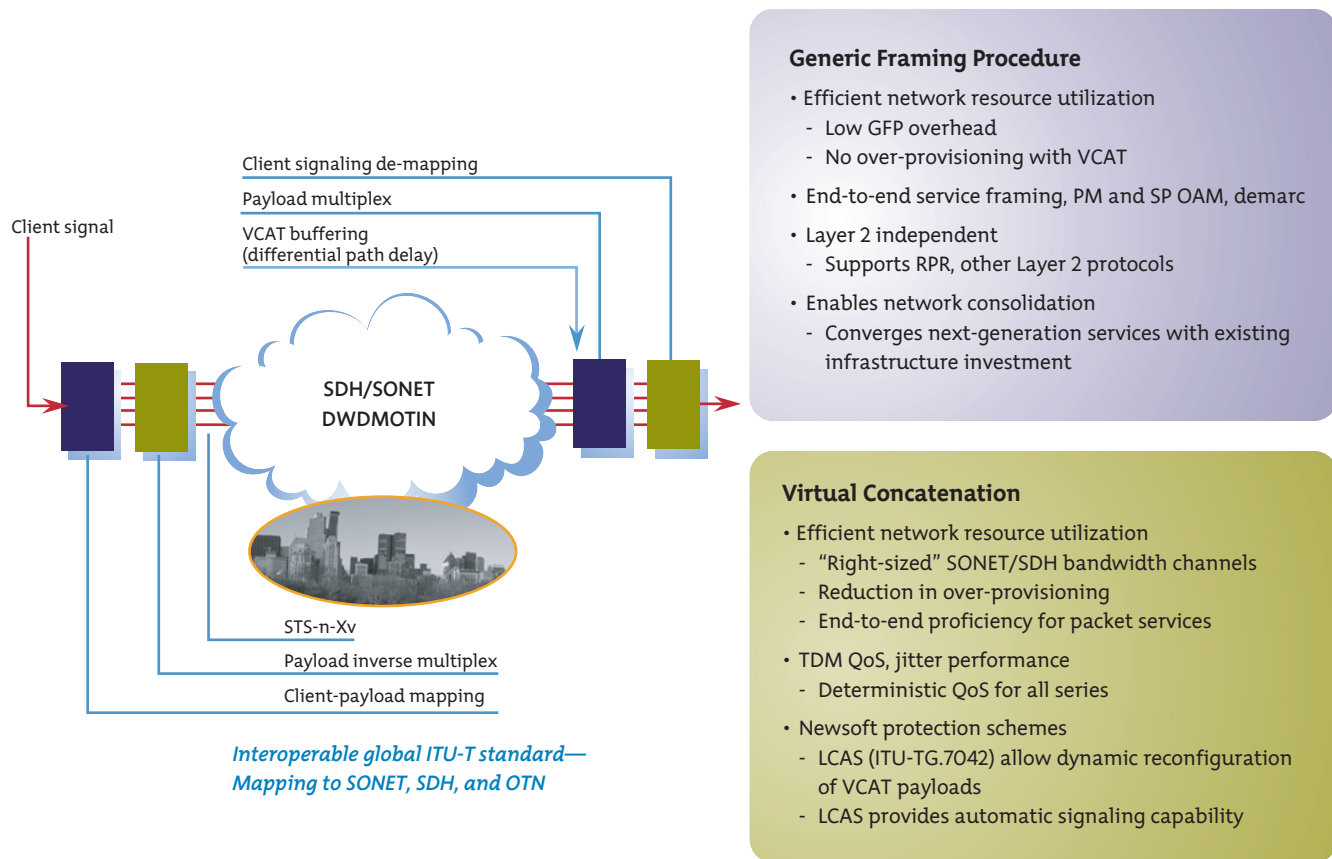 Client signal
Client signaling de-mapping
Payload multiplex
VCAT buffering
(differential path delay)
SDH/SONET
DWDMOTIN
STS-n-Xv
Payload inverse multiplex
Client-payload mapping
Interoperable global ITU-T standard—
Mapping to SONET, SDH, and OTN
Generic Framing Procedure
• Efficient network resource utilization
- Low GFP overhead
- No over-provisioning with VCAT
• End-to-end service framing, PM and SP OAM, demarc
• Layer 2 independent
- Supports RPR, other Layer 2 protocols
• Enables network consolidation
- Converges next-generation services with existing
infrastructure investment
Virtual Concatenation
• Efficient network resource utilization
- “Right-sized” SONET/SDH bandwidth channels
- Reduction in over-provisioning
- End-to-end proficiency for packet services
• TDM QoS, jitter performance
- Deterministic QoS for all series
• Newsoft protection schemes
- LCAS (ITU-TG.7042) allow dynamic reconfiguration
of VCAT payloads
- LCAS provides automatic signaling capability